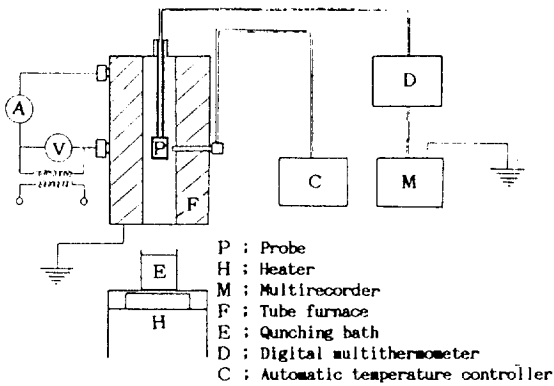 A
V
P
F
D
C
M
E
H
P ; Probe
H ; Heater
M ; Multirecorder
F ; Tube furnace
E ; Qunching bath
D ; Digital multithermometer
C ; Automatic temperature controller